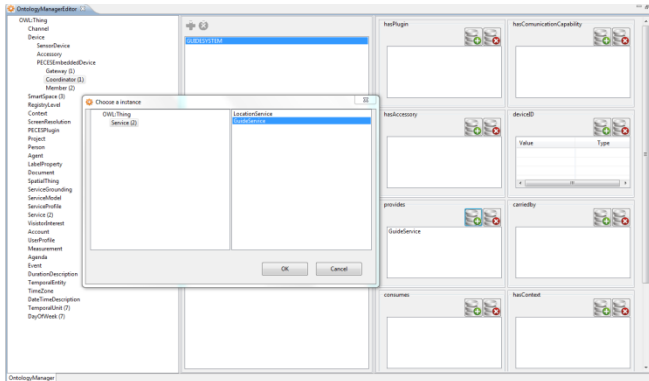 OntologyManagerEditor
OWL:Thing
Channel
Device
SensorDevice
Accessory
PECESEmbeddedDevice
Gateway (1)
Coordinator (1)
Member (2)
SmartSpace (3)
RegistryLevel
Context
ScreenResolution
PECESPlugin
Project
Person
Agent
LabelProperty
Document
SpatialThing
ServiceGrounding
ServiceModel
ServiceProfile
Service (2)
VisitorInterest
Account
UserProfile
Measurement
Agenda
Event
DurationDescription
TemporalEntity
TimeZone
DateTimeDescription
TemporalUnit (7)
DayOfWeek (7)
GUIDESYSTEM
Choose a instance
OWL:Thing
Service (2)
LocationService
GuideService
OK
Cancel
hasPlugin
hasComunicationCapability
hasAccessory
deviceID
Value
Type
provides
GuideService
carriedby
consumes
hasContext
OntologyManager